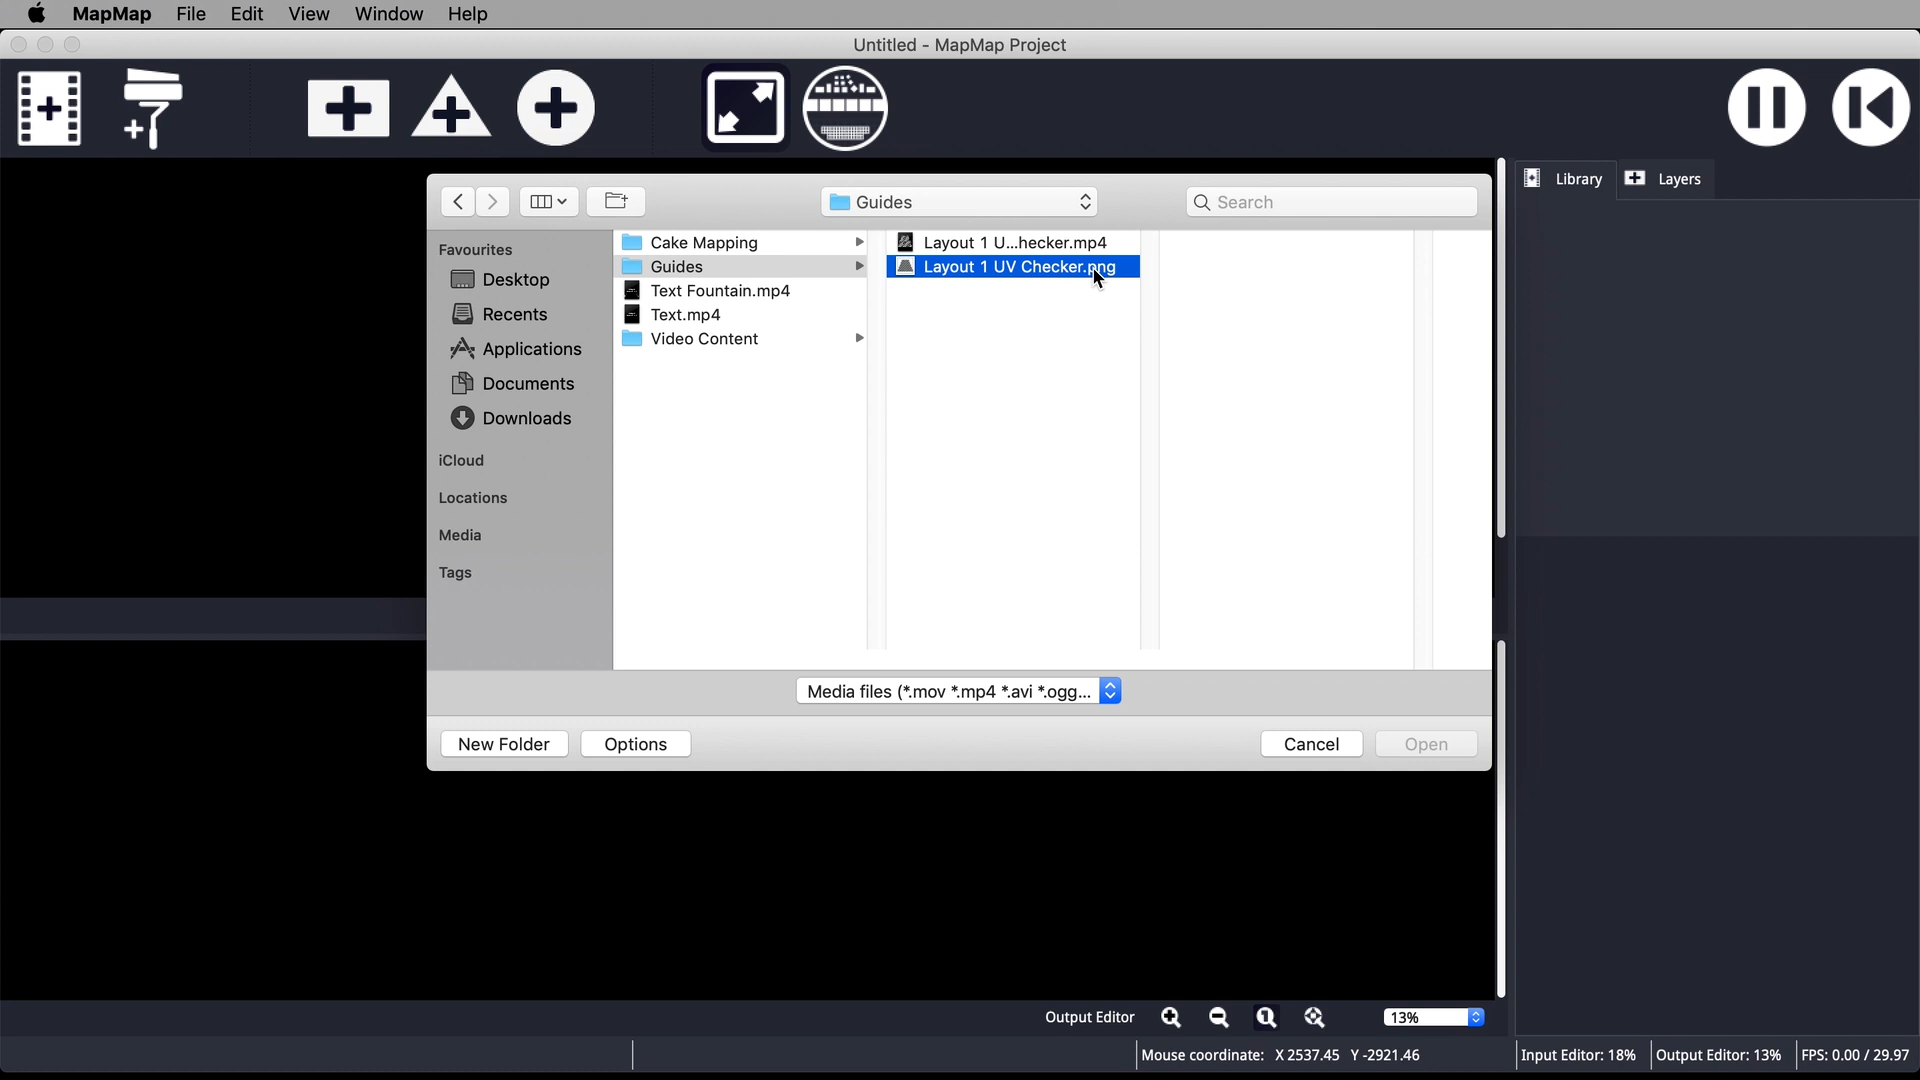 MapMap File Edit View Window Help
Untitled - MapMap Project
Library Layers
Guides
Search
Favourites
Desktop
Recents
Applications
Documents
Downloads
iCloud
Locations
Media
Tags
Cake Mapping
Guides
Text Fountain.mp4
Text.mp4
Video Content
Layout 1 U...hecker.mp4
Layout 1 UV Checker.png
Media files (*.mov *.mp4 *.avi *.ogg...
New Folder Options Cancel Open
Output Editor 13%
Mouse coordinate: X 2537.45 Y -2921.46 Input Editor: 18% Output Editor: 13% FPS: 0.00 / 29.97